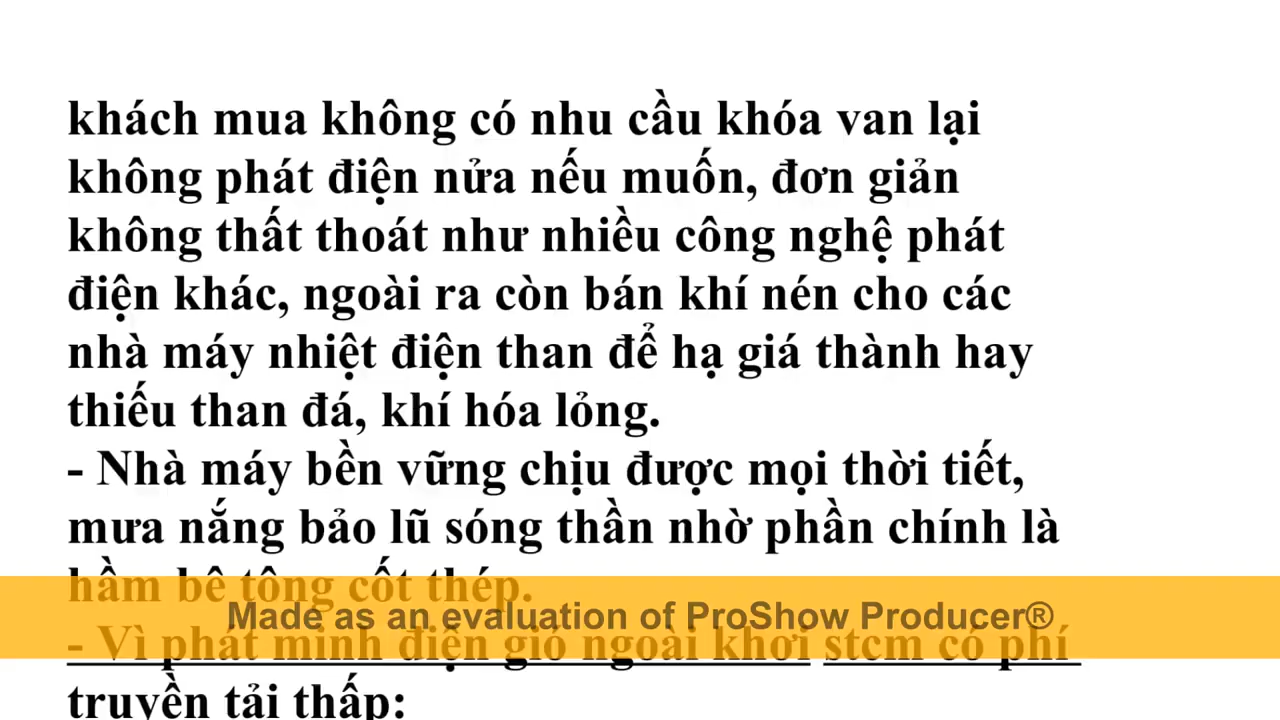 khách mua không có nhu cầu khóa van lại
không phát điện nửa nếu muốn, đơn giản
không thất thoát như nhiều công nghệ phát
điện khác, ngoài ra còn bán khí nén cho các
nhà máy nhiệt điện than để hạ giá thành hay
thiếu than đá, khí hóa lỏng.
- Nhà máy bền vững chịu được mọi thời tiết,
mưa nắng bảo lũ sóng thần nhờ phần chính là
hầm bê tông cốt thép.
Made as an evaluation of ProShow Producer®
- Vì phát minh điện gió ngoài khơi stcm có phí
truyền tải thấp: